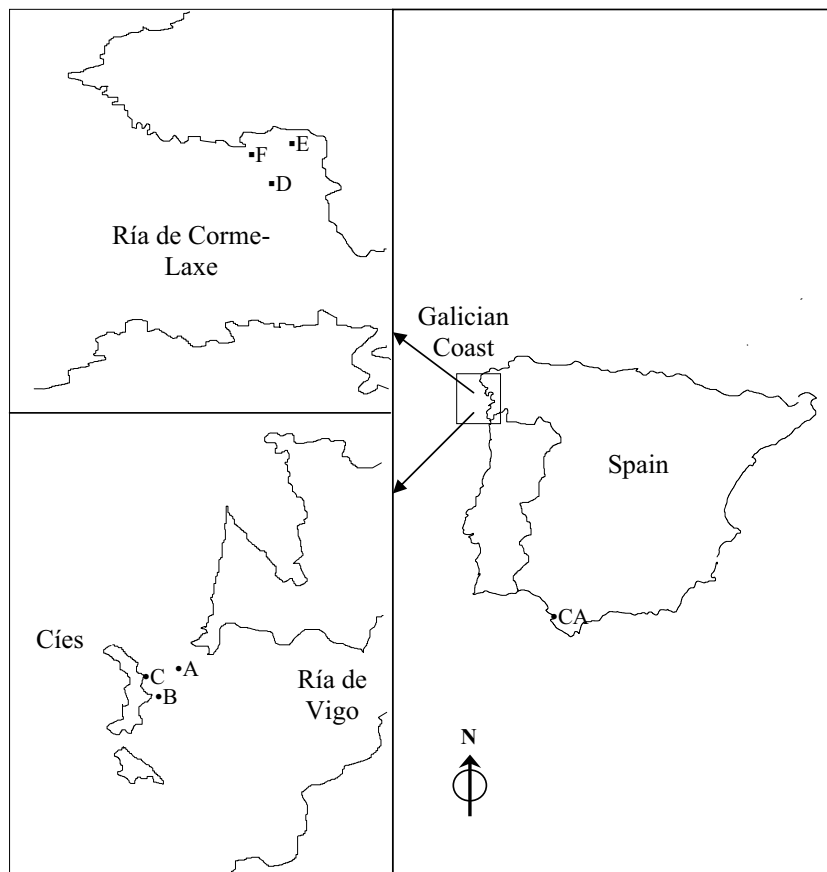 E
F
D
Ría de Corme-
Laxe
Galician
Coast
Spain
CA
Cíes
A
C
B
Ría de
Vigo
N